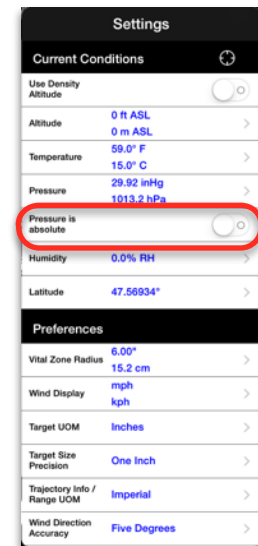 Settings
Current Conditions
Use Density
Altitude
Altitude
0 ft ASL
0 m ASL
Temperature
59.0° F
15.0° C
Pressure
29.92 inHg
1013.2 hPa
Pressure is
absolute
Humidity
0.0% RH
Latitude
47.56934°
Preferences
Vital Zone Radius
6.00"
15.2 cm
Wind Display
mph
kph
Target UOM
Inches
Target Size
Precision
One Inch
Trajectory Info /
Range UOM
Imperial
Wind Direction
Accuracy
Five Degrees